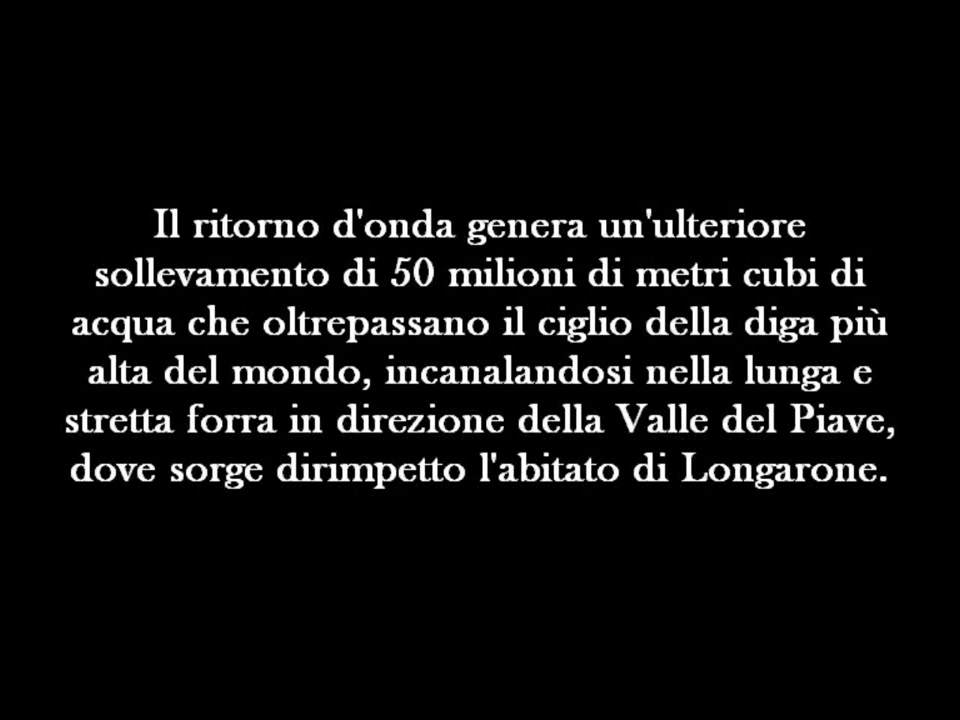 Il ritorno d'onda genera un'ulteriore
sollevamento di 50 milioni di metri cubi di
acqua che oltrepassano il ciglio della diga più
alta del mondo, incanalandosi nella lunga e
stretta forra in direzione della Valle del Piave,
dove sorge dirimpetto l'abitato di Longarone.